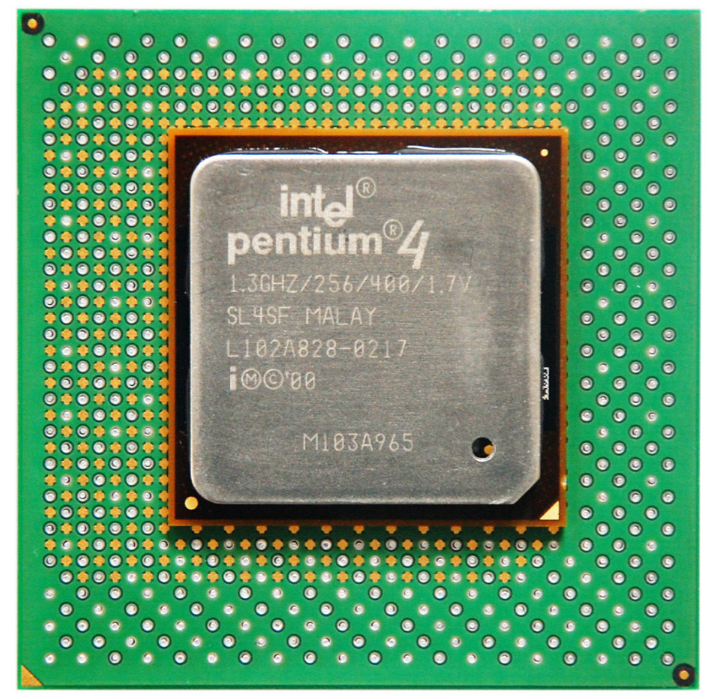 intel®
pentium® 4
1.3GHZ/256/400/1.7V
SL4SF MALAY
L102A828-0217
i Ⓜ © '00
M103A965